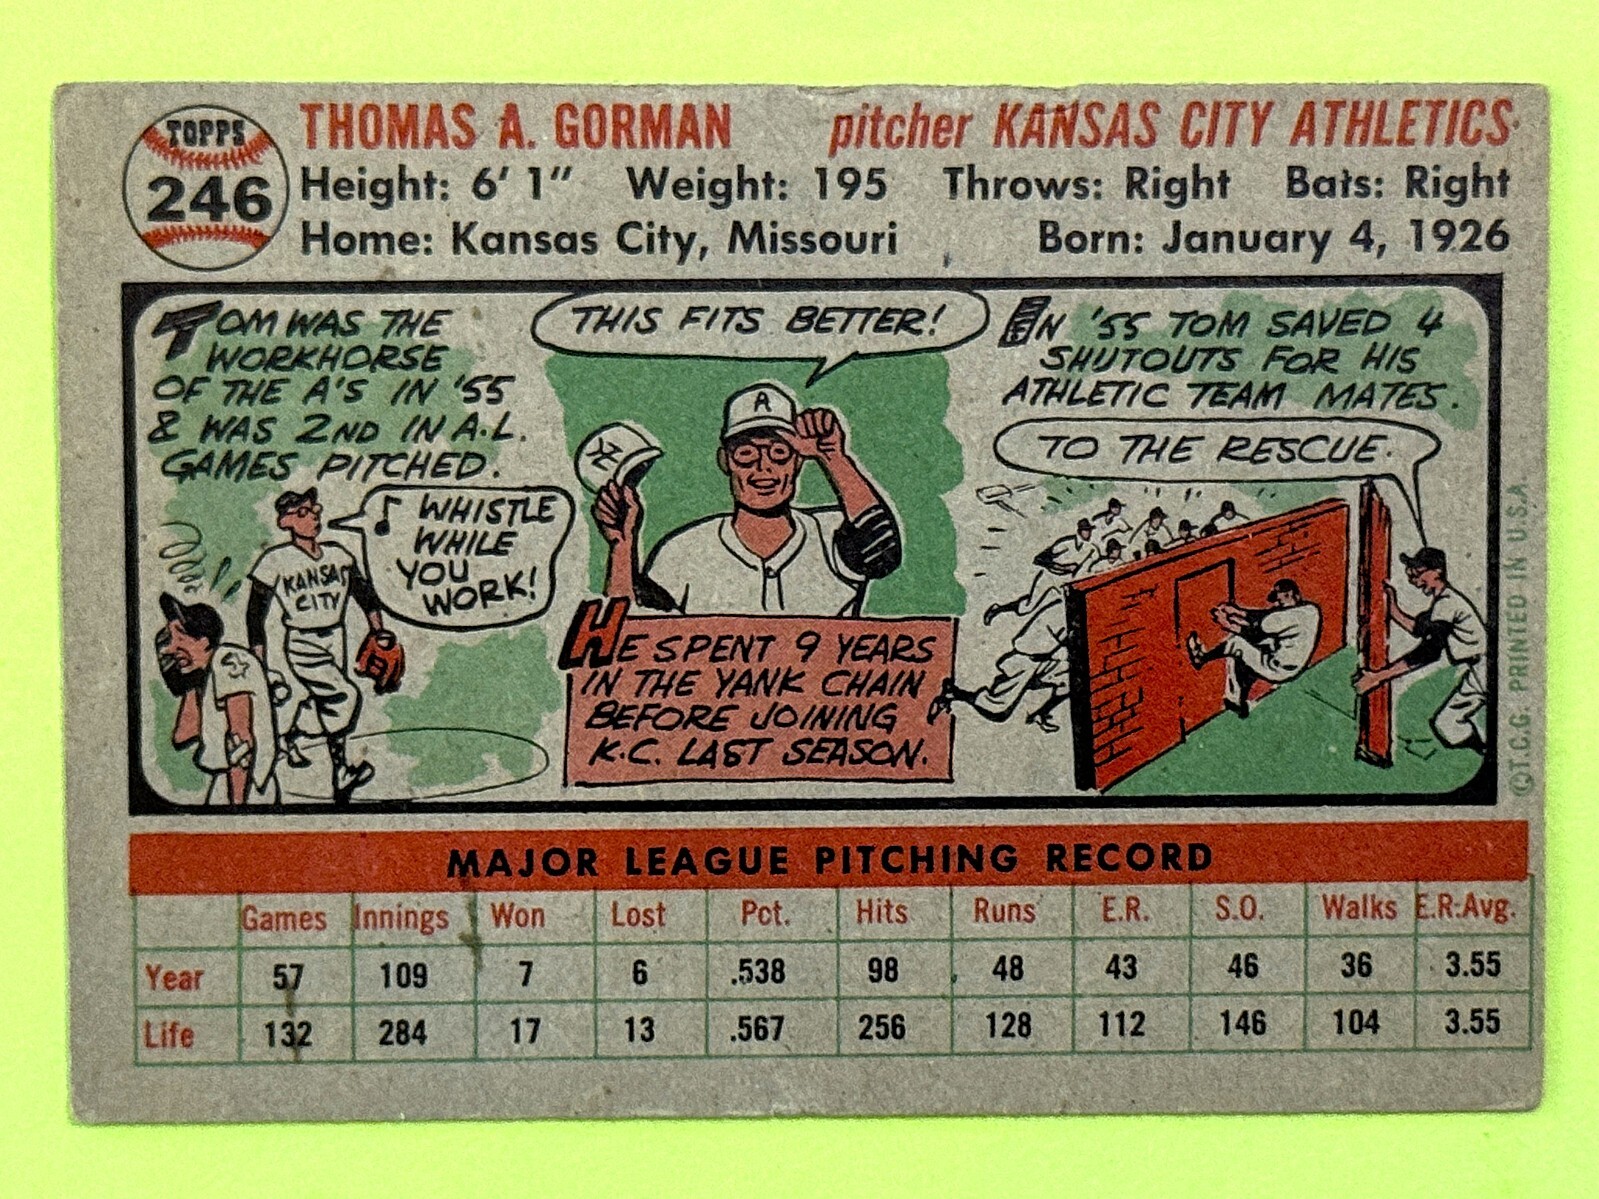 TOPPS
246
THOMAS A. GORMAN pitcher KANSAS CITY ATHLETICS
Height: 6' 1" Weight: 195 Throws: Right Bats: Right
Home: Kansas City, Missouri Born: January 4, 1926
TOM WAS THE
WORKHORSE
OF THE A'S IN '55
& WAS 2ND IN A.L.
GAMES PITCHED.
♪ WHISTLE
WHILE
YOU
WORK!
KANSAS
CITY
THIS FITS BETTER!
A
NY
HE SPENT 9 YEARS
IN THE YANK CHAIN
BEFORE JOINING
K.C. LAST SEASON.
IN '55 TOM SAVED 4
SHUTOUTS FOR HIS
ATHLETIC TEAM MATES.
TO THE RESCUE.
©T.C.G. PRINTED IN U.S.A.
MAJOR LEAGUE PITCHING RECORD
Games Innings Won Lost Pct. Hits Runs E.R. S.O. Walks E.R.Avg.
Year 57 109 7 6 .538 98 48 43 46 36 3.55
Life 132 284 17 13 .567 256 128 112 146 104 3.55